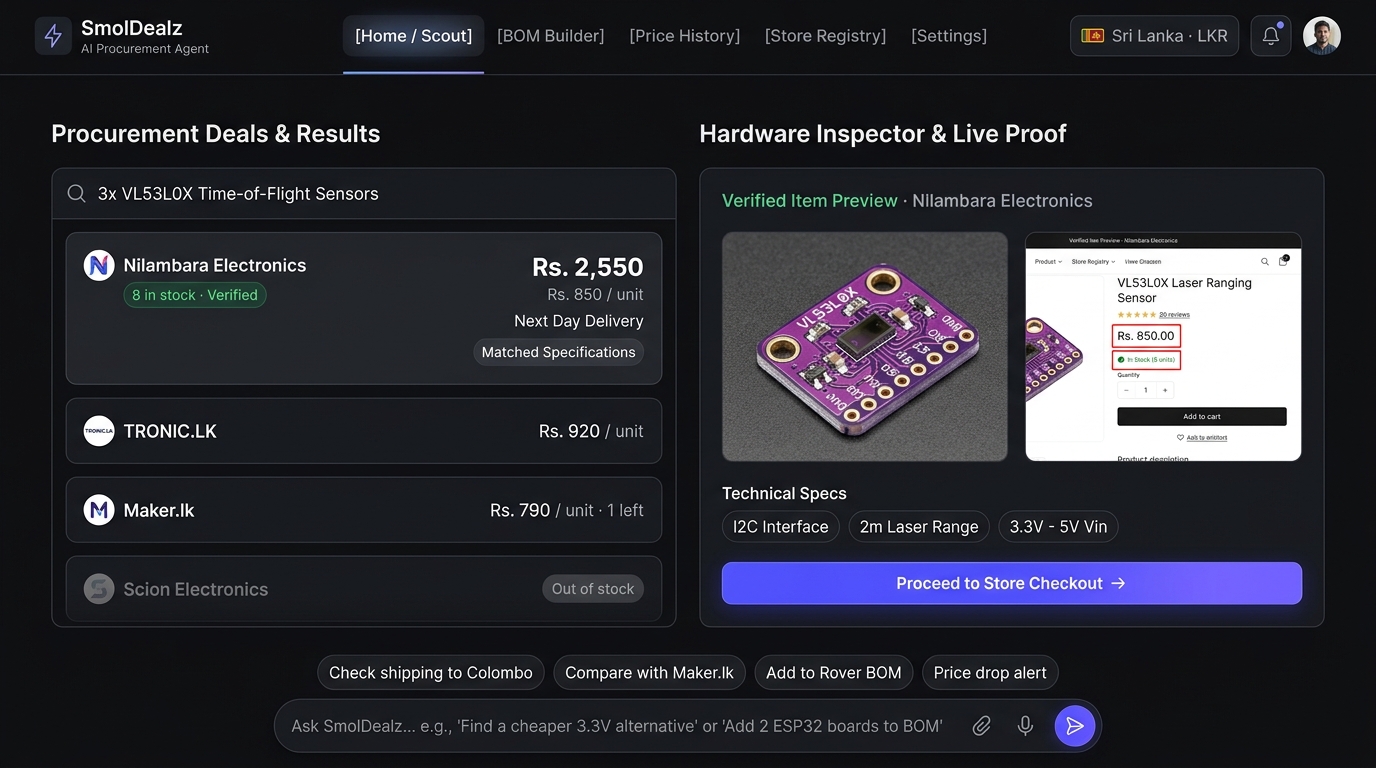 SmolDealz
AI Procurement Agent
[Home / Scout]
[BOM Builder]
[Price History]
[Store Registry]
[Settings]
Sri Lanka · LKR
Procurement Deals & Results
3x VL53L0X Time-of-Flight Sensors
Nilambara Electronics
8 in stock · Verified
Rs. 2,550
Rs. 850 / unit
Next Day Delivery
Matched Specifications
TRONIC.LK
Rs. 920 / unit
Maker.lk
Rs. 790 / unit · 1 left
Scion Electronics
Out of stock
Hardware Inspector & Live Proof
Verified Item Preview · NIlambara Electronics
VL53L0X
Product
Store Registry
VL53L0X Laser Ranging
Sensor
20 reviews
Rs. 850.00
In Stock (5 units)
Quantity
- 1 +
Add to cart
Technical Specs
I2C Interface
2m Laser Range
3.3V - 5V Vin
Proceed to Store Checkout →
Check shipping to Colombo
Compare with Maker.lk
Add to Rover BOM
Price drop alert
Ask SmolDealz... e.g., 'Find a cheaper 3.3V alternative' or 'Add 2 ESP32 boards to BOM'